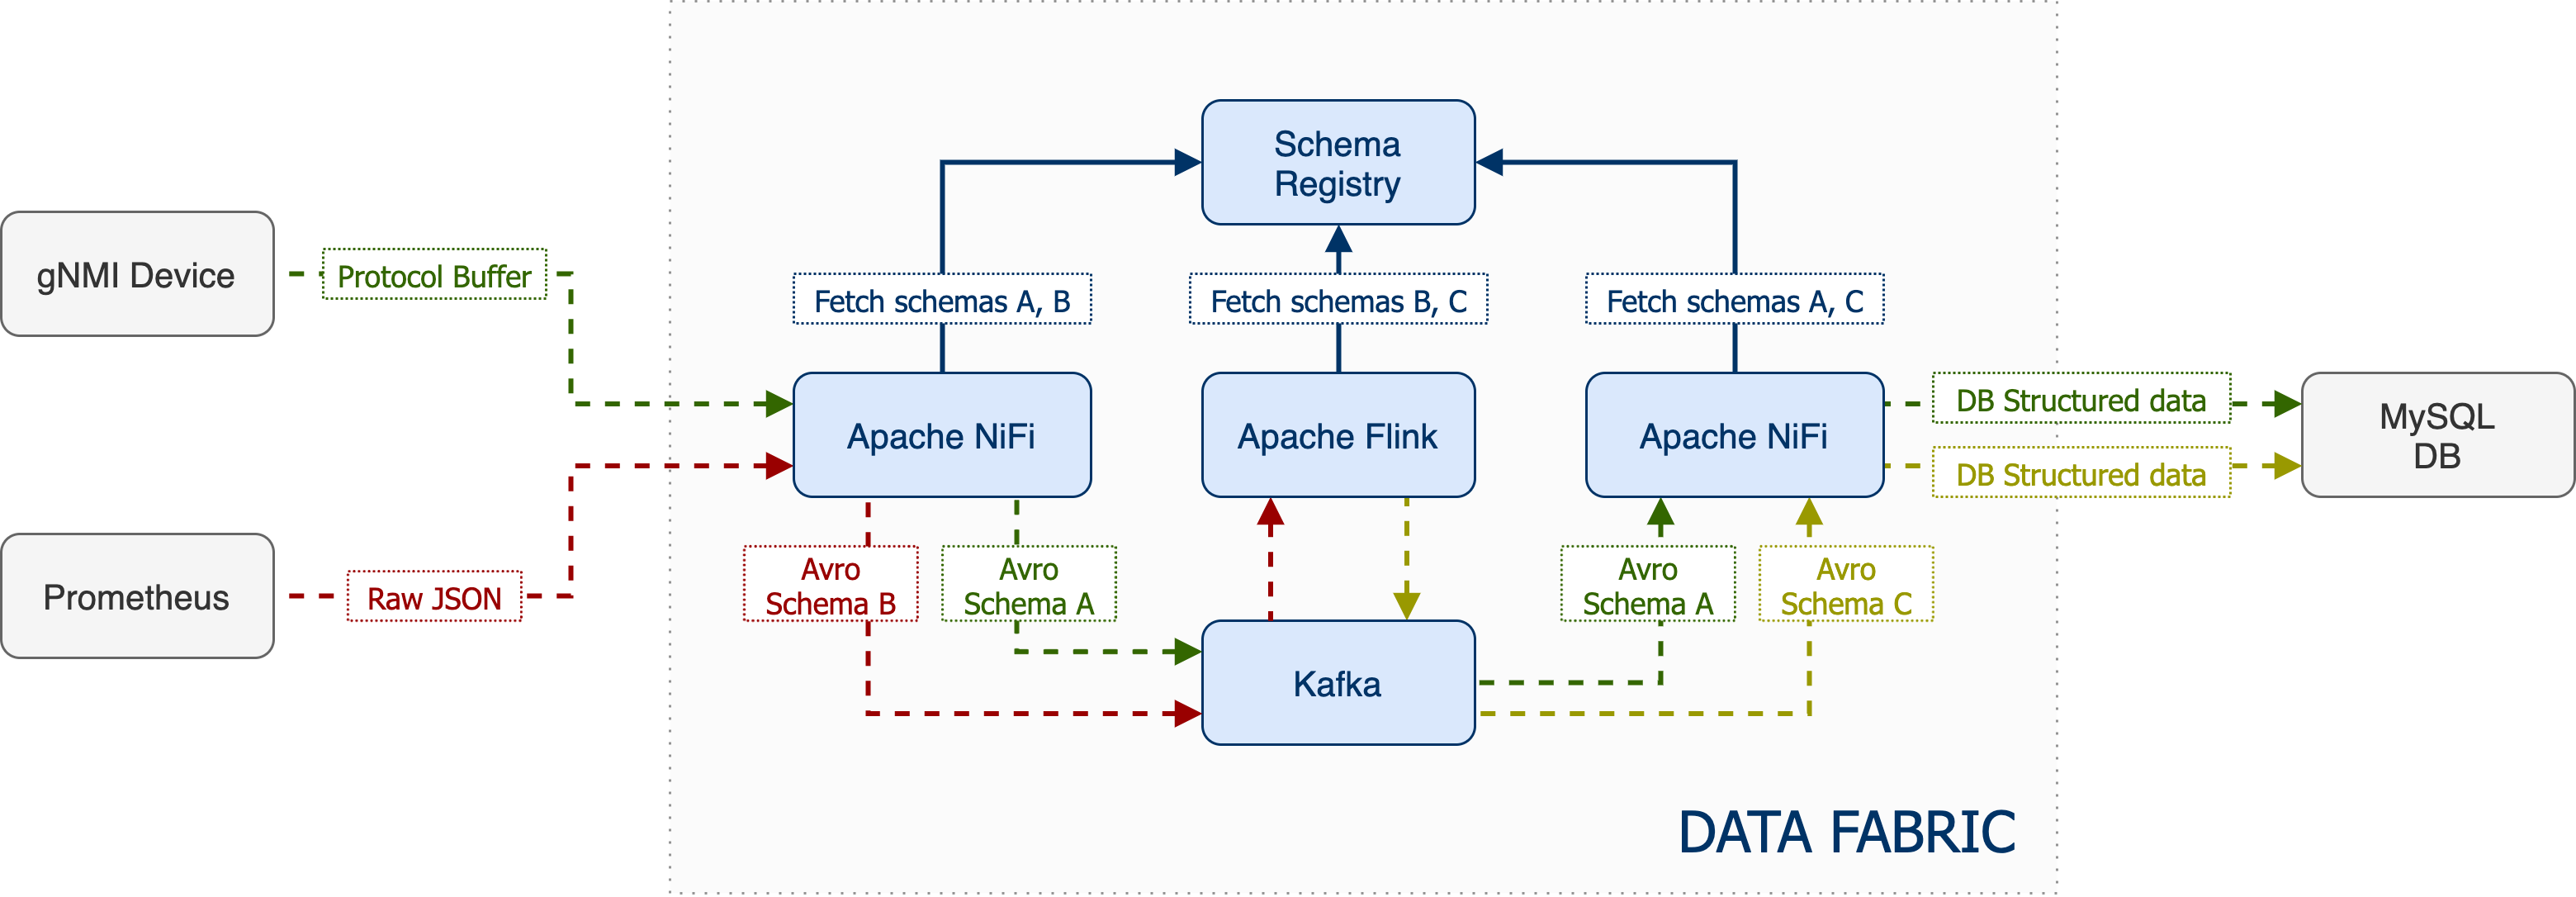 Schema
Registry
gNMI Device
Protocol Buffer
Fetch schemas A, B
Fetch schemas B, C
Fetch schemas A, C
Apache NiFi
Apache Flink
Apache NiFi
DB Structured data
DB Structured data
MySQL
DB
Prometheus
Raw JSON
Avro
Schema B
Avro
Schema A
Avro
Schema A
Avro
Schema C
Kafka
DATA FABRIC